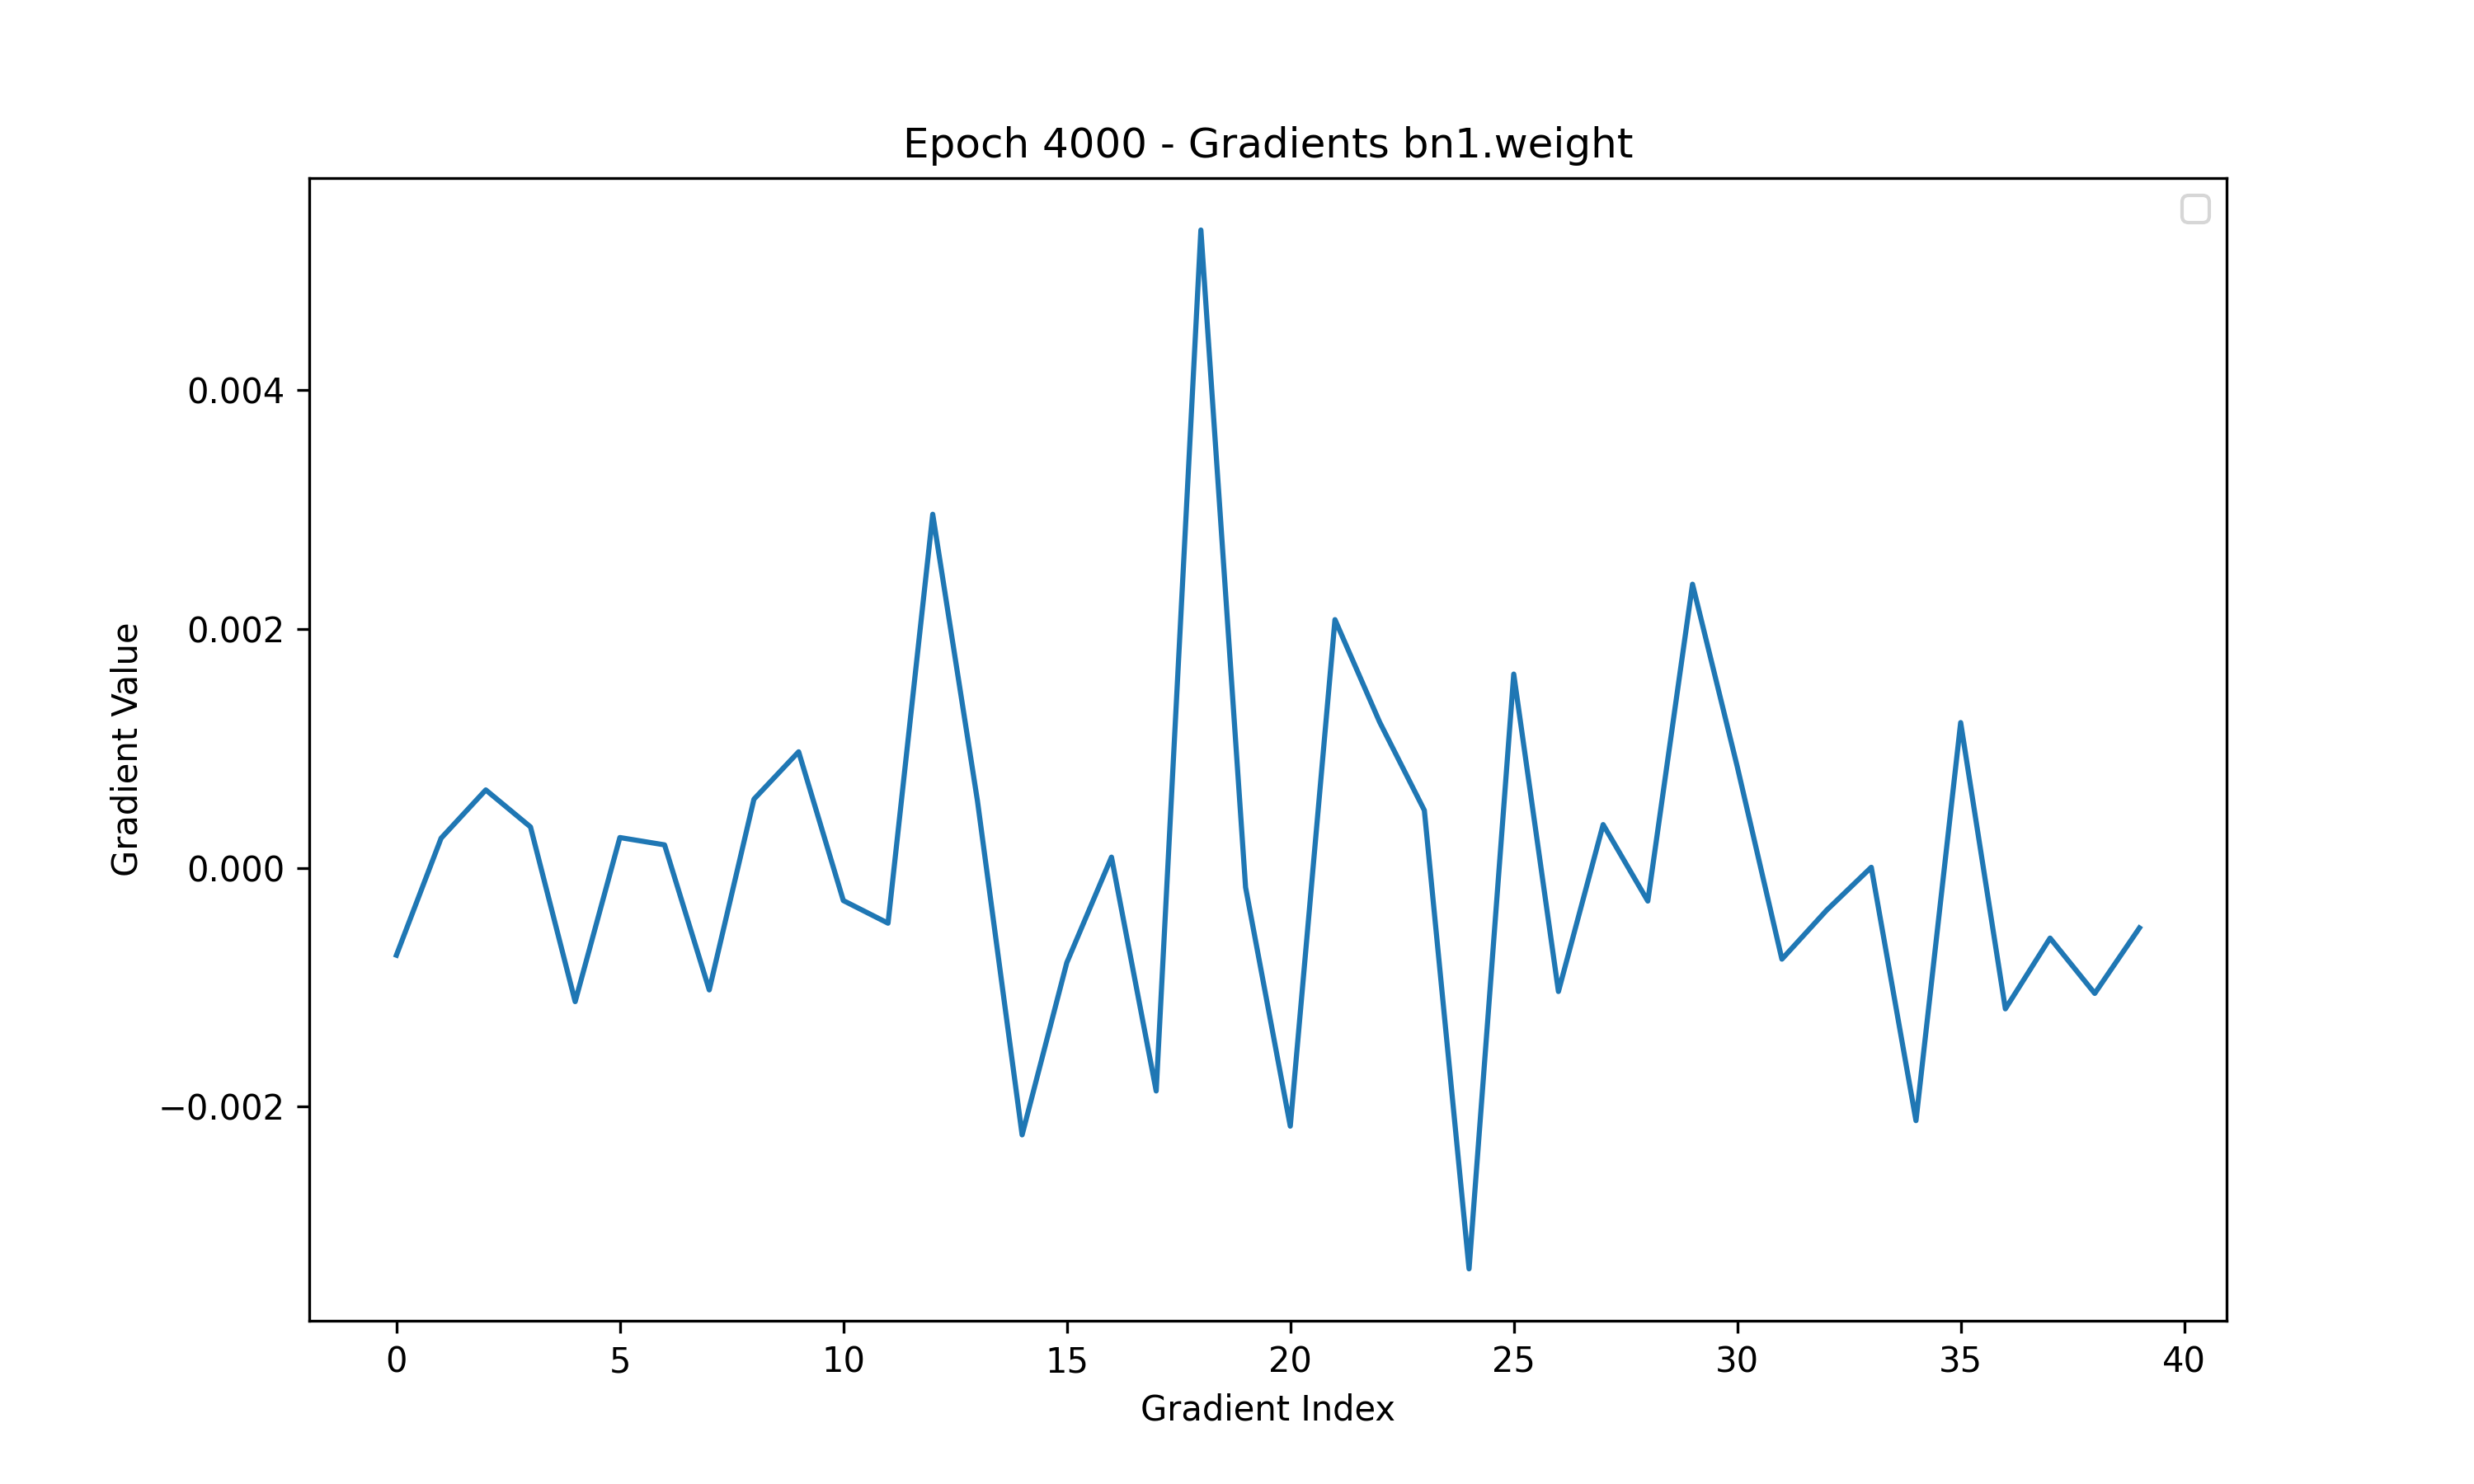 Epoch 4000 - Gradients bn1.weight
Gradient Value
0.004
0.002
0.000
−0.002
0 5 10 15 20 25 30 35 40
Gradient Index